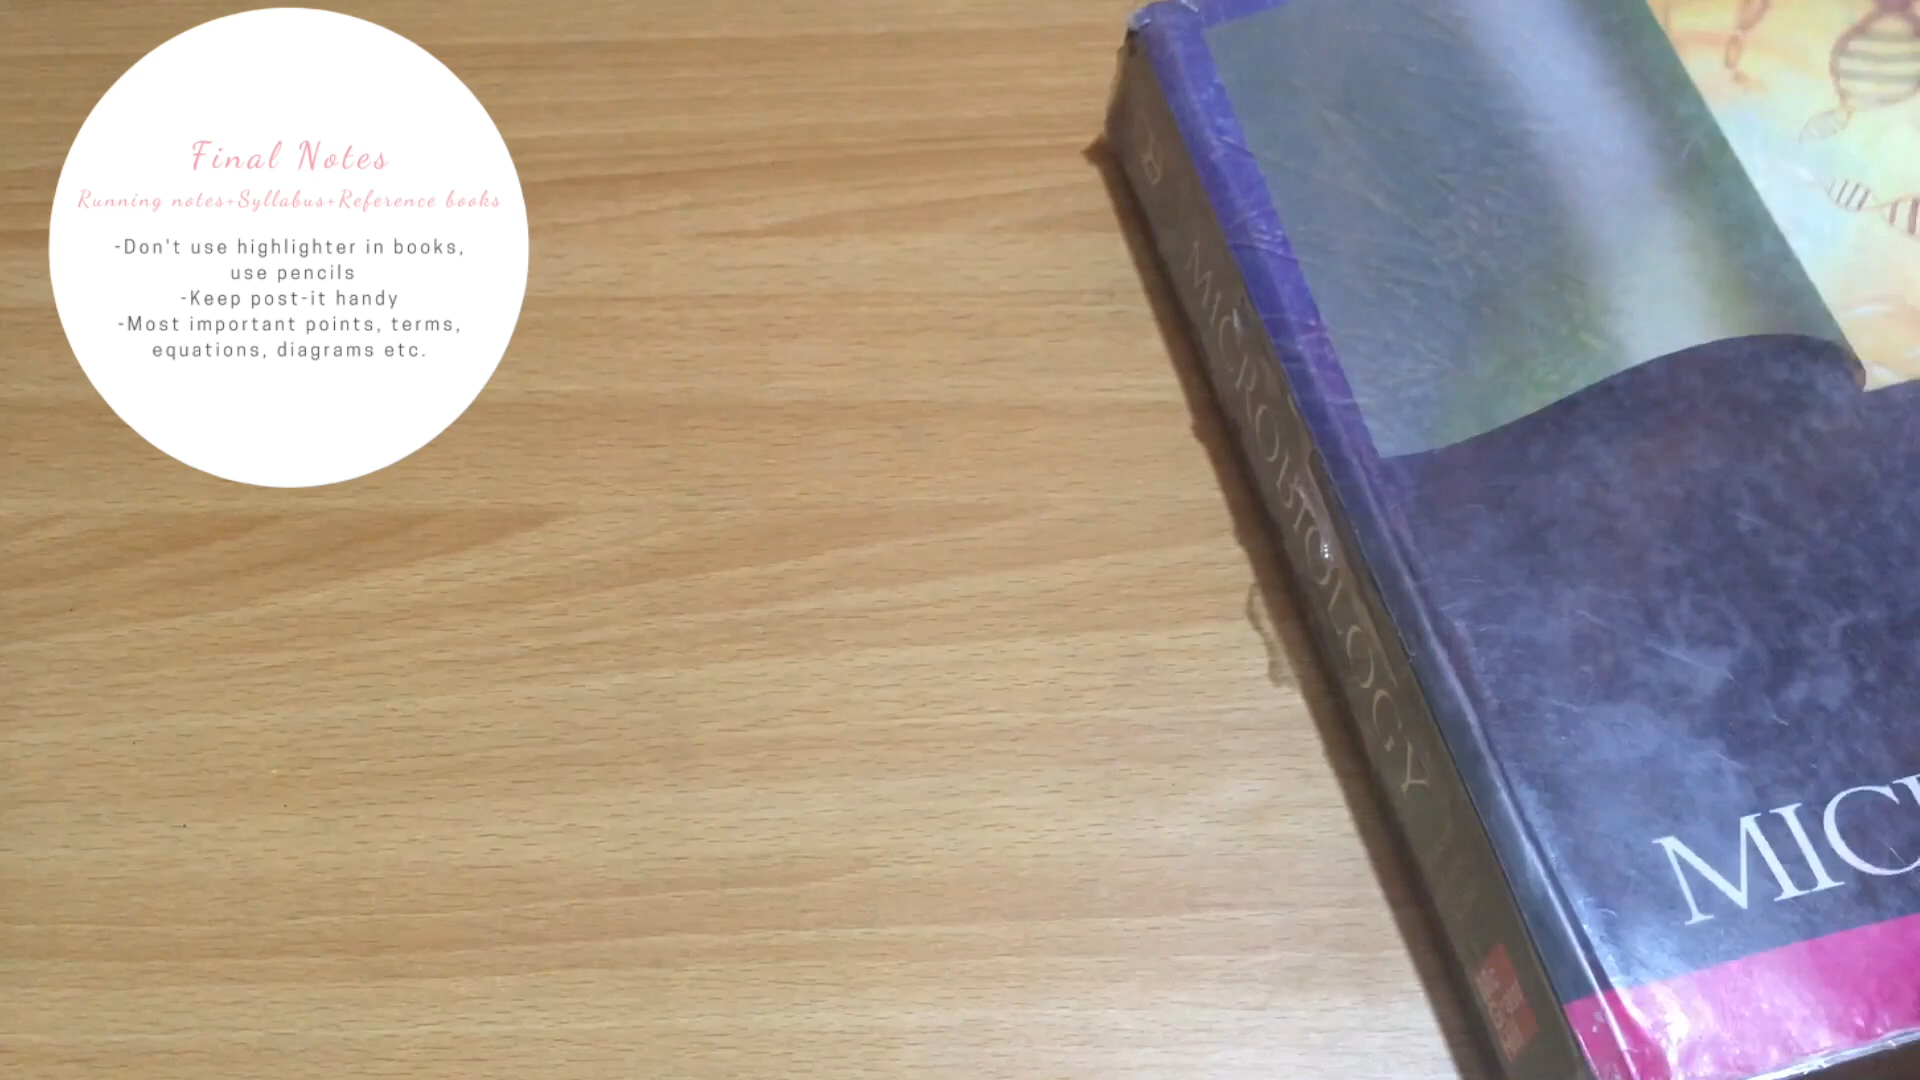 Final Notes
Running notes+Syllabus+Reference books
-Don't use highlighter in books,
use pencils
-Keep post-it handy
-Most important points, terms,
equations, diagrams etc.
MICROBIOLOGY